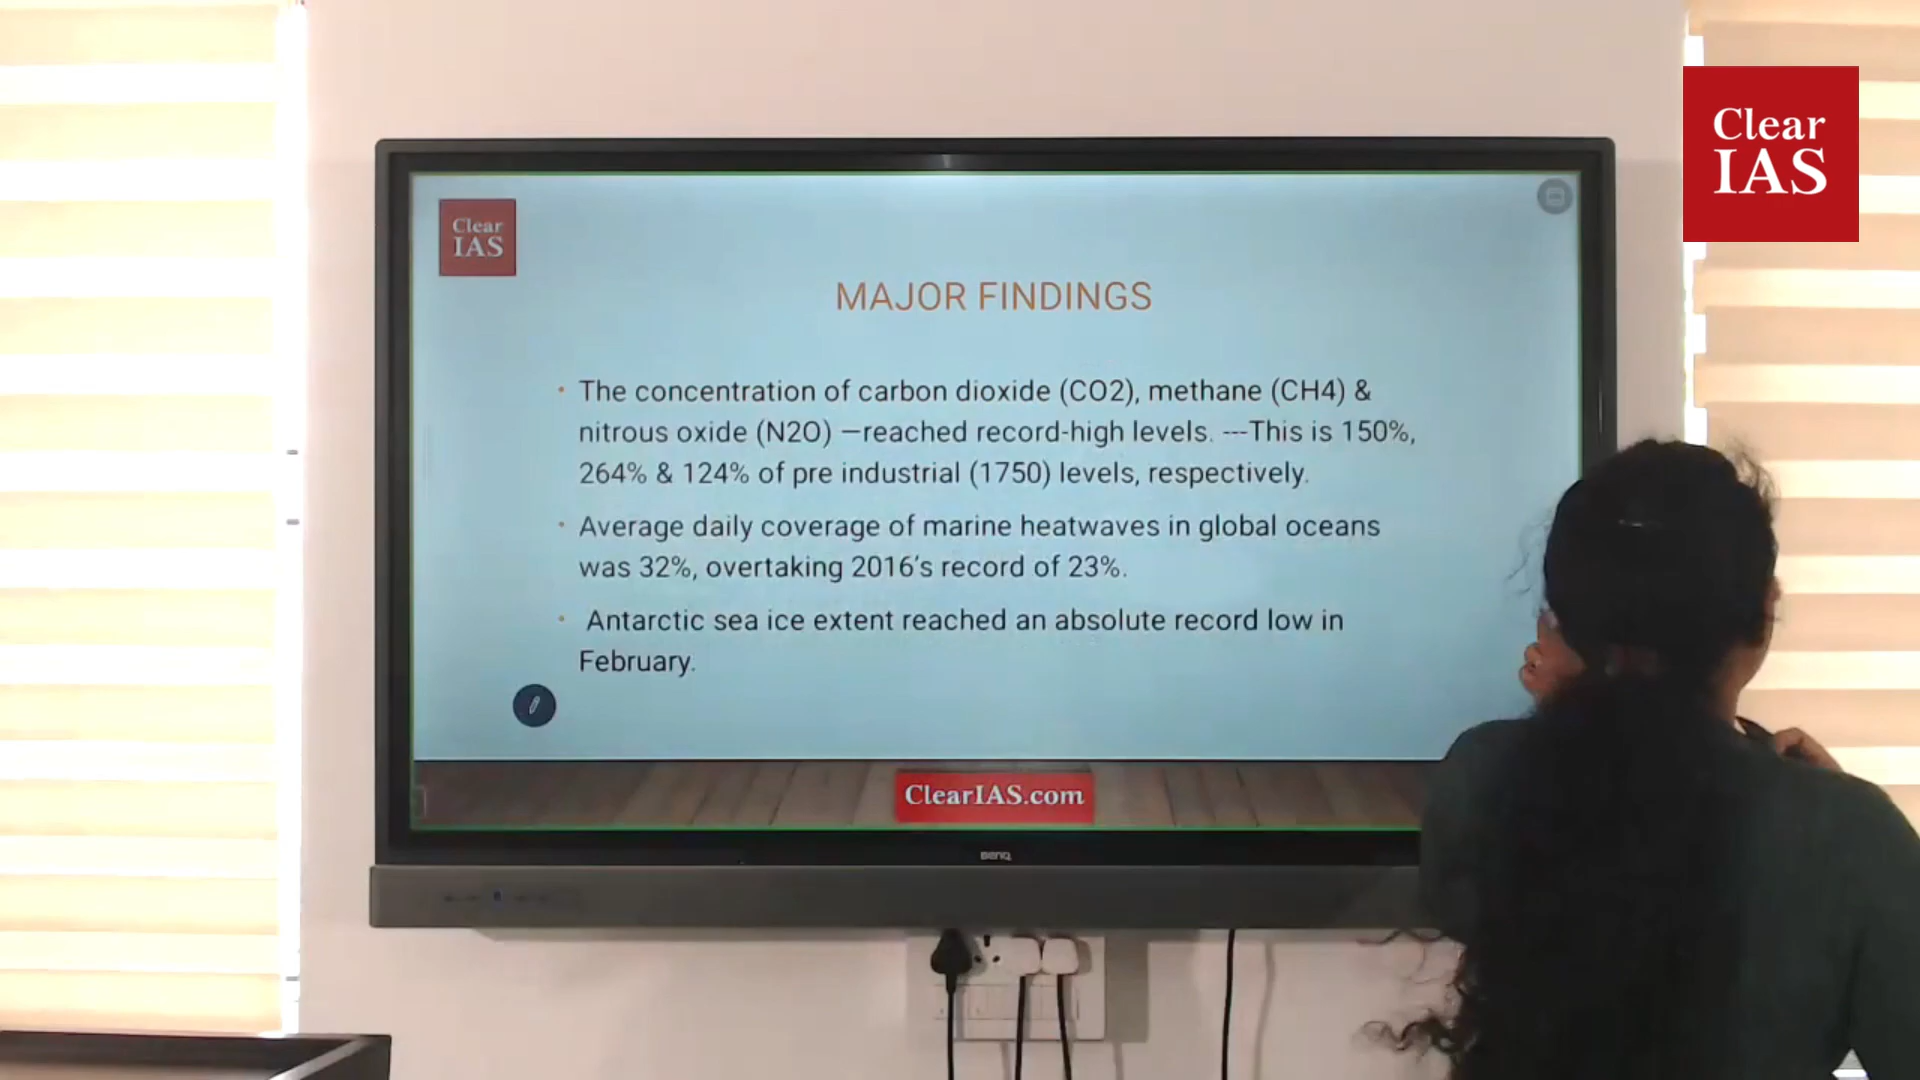 Clear
IAS
Clear
IAS
MAJOR FINDINGS
• The concentration of carbon dioxide (CO2), methane (CH4) &
nitrous oxide (N2O) —reached record-high levels. ---This is 150%,
264% & 124% of pre industrial (1750) levels, respectively.
• Average daily coverage of marine heatwaves in global oceans
was 32%, overtaking 2016's record of 23%.
• Antarctic sea ice extent reached an absolute record low in
February.
ClearIAS.com
BenQ